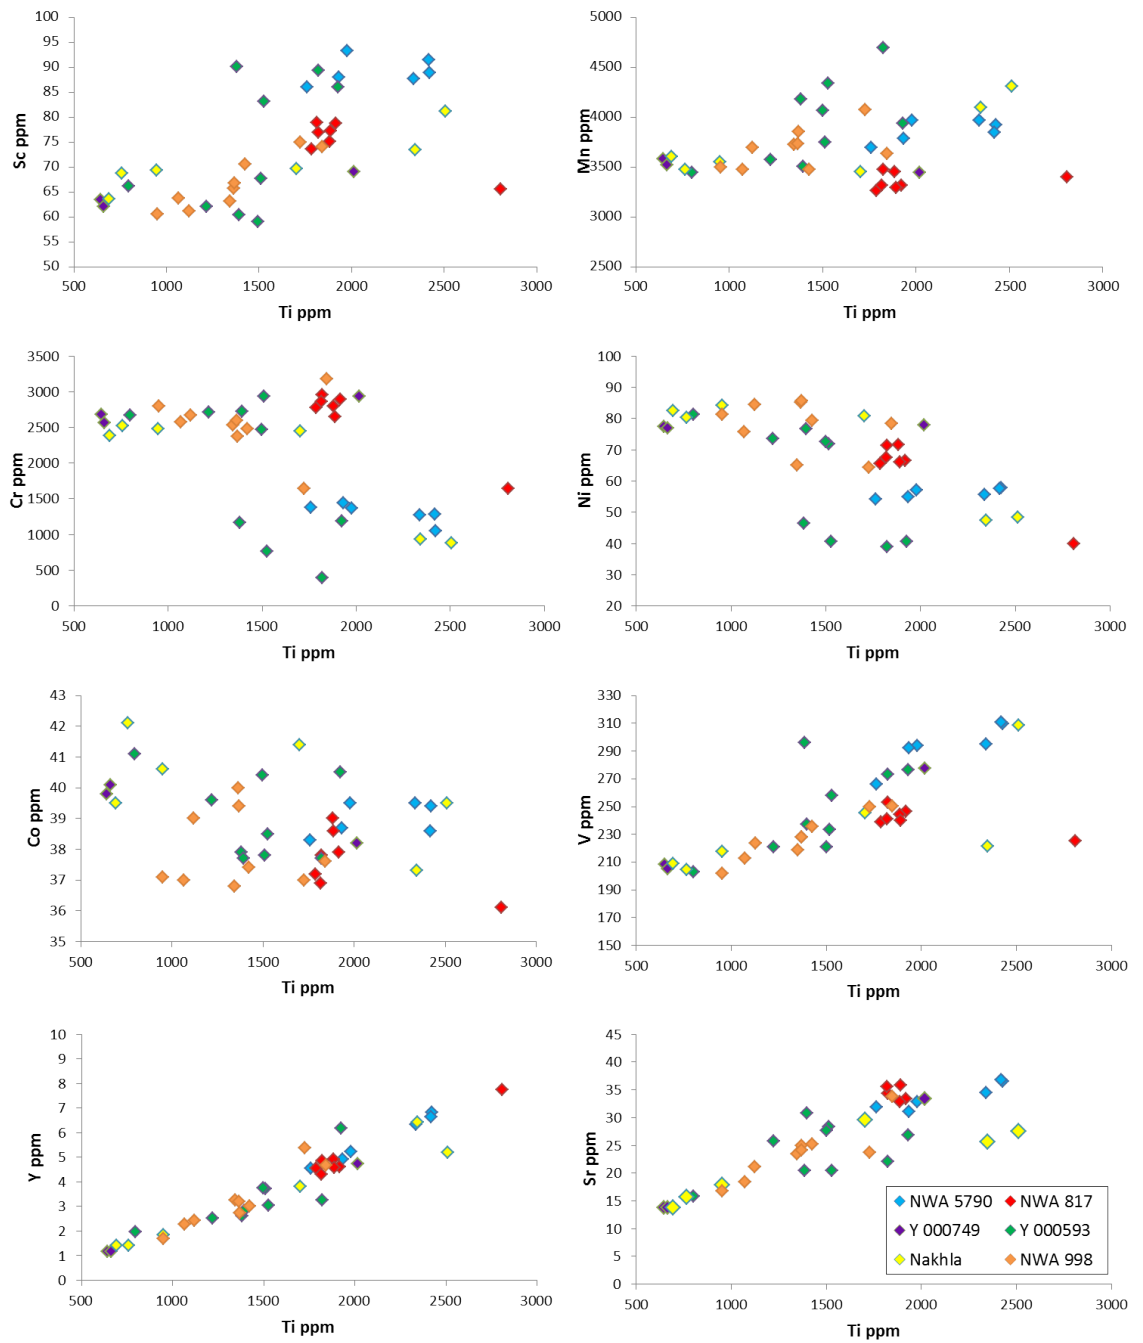 100
95
90
85
80
75
70
65
60
55
50
Sc ppm
500 1000 1500 2000 2500 3000
Ti ppm
5000
4500
4000
3500
3000
2500
Mn ppm
500 1000 1500 2000 2500 3000
Ti ppm
3500
3000
2500
2000
1500
1000
500
0
Cr ppm
500 1000 1500 2000 2500 3000
Ti ppm
100
90
80
70
60
50
40
30
20
Ni ppm
500 1000 1500 2000 2500 3000
Ti ppm
43
42
41
40
39
38
37
36
35
Co ppm
500 1000 1500 2000 2500 3000
Ti ppm
330
310
290
270
250
230
210
190
170
150
V ppm
500 1000 1500 2000 2500 3000
Ti ppm
10
9
8
7
6
5
4
3
2
1
0
Y ppm
500 1000 1500 2000 2500 3000
Ti ppm
45
40
35
30
25
20
15
10
5
0
Sr ppm
500 1000 1500 2000 2500 3000
Ti ppm
NWA 5790 NWA 817
Y 000749 Y 000593
Nakhla NWA 998